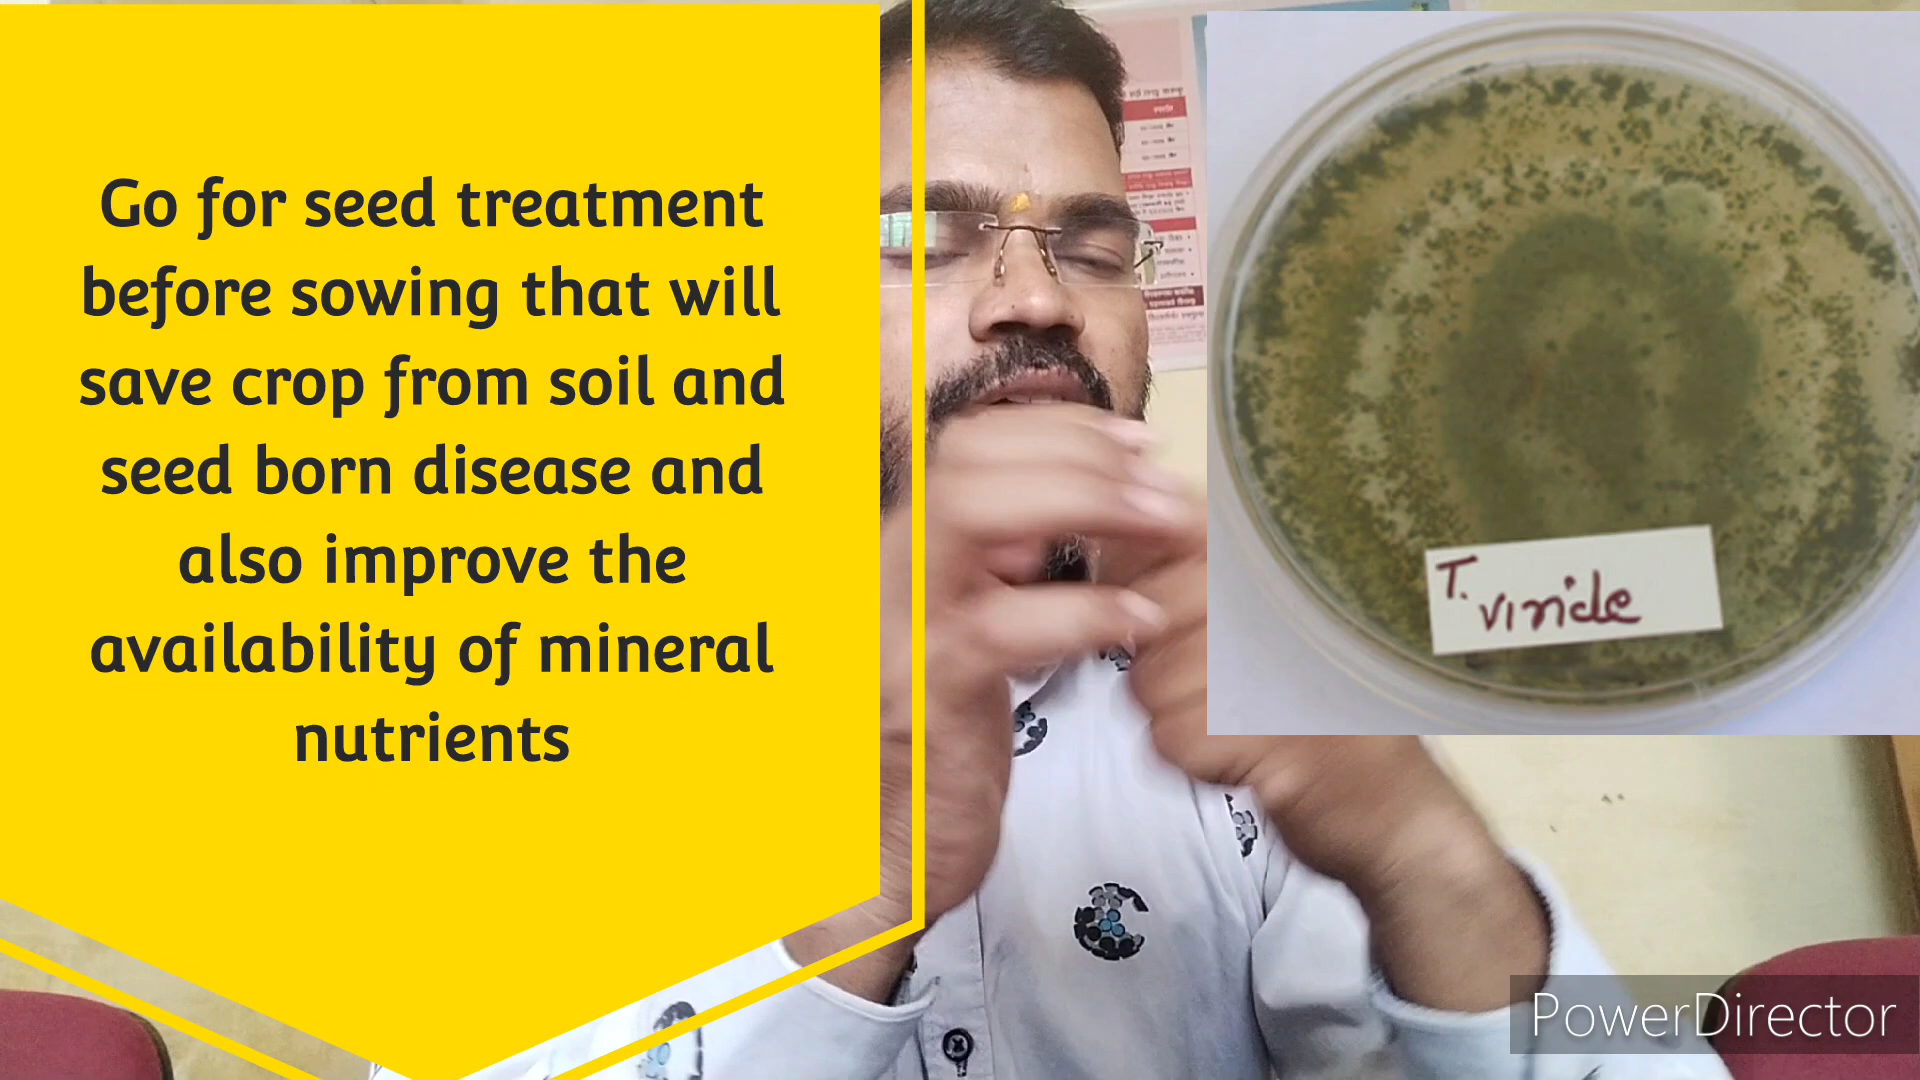 Go for seed treatment
before sowing that will
save crop from soil and
seed born disease and
also improve the
availability of mineral
nutrients
T. viride
PowerDirector